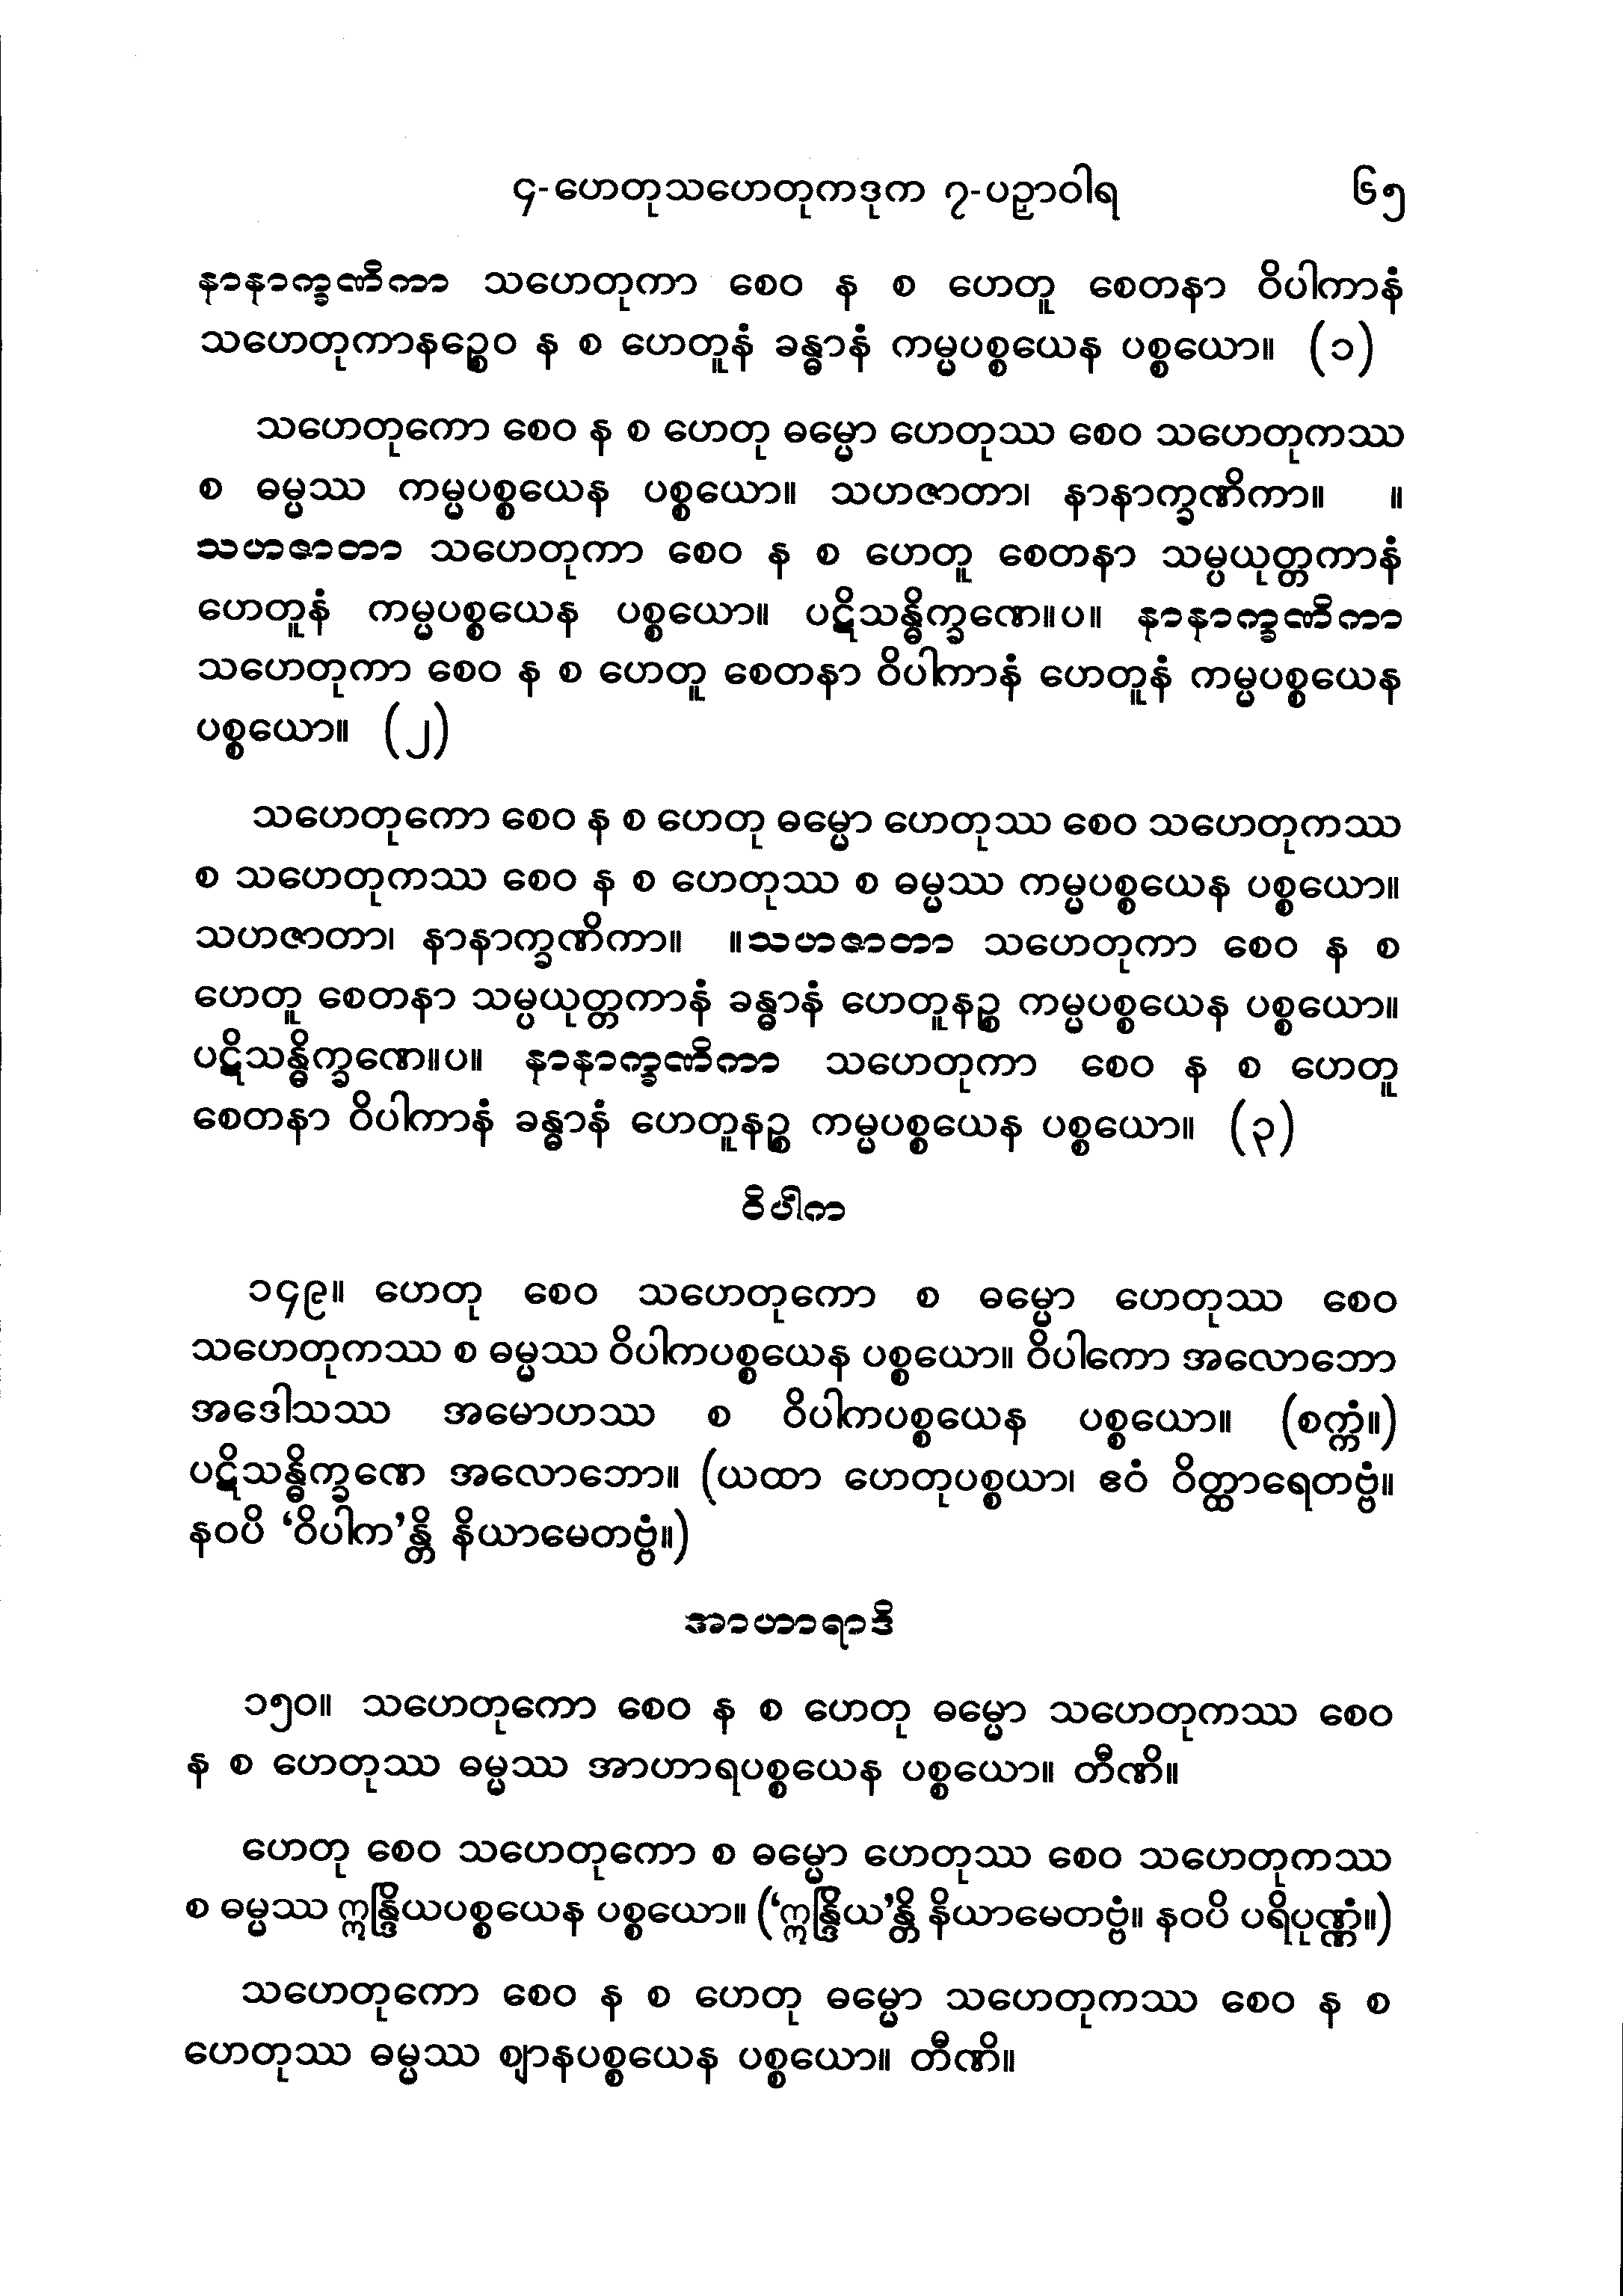 ၄-ဟေတုသဟေတုကဒုက ၇-ပဉှာဝါရ ၆၅
နာနာက္ခဏိကာ သဟေတုကာ စေဝ န စ ဟေတူ စေတနာ ဝိပါကာနံ
သဟေတုကာနဉ္စေဝ န စ ဟေတူနံ ခန္ဓာနံ ကမ္မပစ္စယေန ပစ္စယော။ (၁)
သဟေတုကော စေဝ န စ ဟေတု ဓမ္မော ဟေတုဿ စေဝ သဟေတုကဿ
စ ဓမ္မဿ ကမ္မပစ္စယေန ပစ္စယော။ သဟဇာတာ၊ နာနာက္ခဏိကာ။ ။
သဟဇာတာ သဟေတုကာ စေဝ န စ ဟေတူ စေတနာ သမ္ပယုတ္တကာနံ
ဟေတူနံ ကမ္မပစ္စယေန ပစ္စယော။ ပဋိသန္ဓိက္ခဏေ။ပ။ နာနာက္ခဏိကာ
သဟေတုကာ စေဝ န စ ဟေတူ စေတနာ ဝိပါကာနံ ဟေတူနံ ကမ္မပစ္စယေန
ပစ္စယော။ (၂)
သဟေတုကော စေဝ န စ ဟေတု ဓမ္မော ဟေတုဿ စေဝ သဟေတုကဿ
စ သဟေတုကဿ စေဝ န စ ဟေတုဿ စ ဓမ္မဿ ကမ္မပစ္စယေန ပစ္စယော။
သဟဇာတာ၊ နာနာက္ခဏိကာ။ ။သဟဇာတာ သဟေတုကာ စေဝ န စ
ဟေတူ စေတနာ သမ္ပယုတ္တကာနံ ခန္ဓာနံ ဟေတူနဉ္စ ကမ္မပစ္စယေန ပစ္စယော။
ပဋိသန္ဓိက္ခဏေ။ပ။ နာနာက္ခဏိကာ သဟေတုကာ စေဝ န စ ဟေတူ
စေတနာ ဝိပါကာနံ ခန္ဓာနံ ဟေတူနဉ္စ ကမ္မပစ္စယေန ပစ္စယော။ (၃)
ဝိပါက
၁၄၉။ ဟေတု စေဝ သဟေတုကော စ ဓမ္မော ဟေတုဿ စေဝ
သဟေတုကဿ စ ဓမ္မဿ ဝိပါကပစ္စယေန ပစ္စယော။ ဝိပါကော အလောဘော
အဒေါသဿ အမောဟဿ စ ဝိပါကပစ္စယေန ပစ္စယော။ (စက္ကံ။)
ပဋိသန္ဓိက္ခဏေ အလောဘော။ (ယထာ ဟေတုပစ္စယာ၊ ဧဝံ ဝိတ္ထာရေတဗ္ဗံ။
နဝပိ ‘ဝိပါက’န္တိ နိယာမေတဗ္ဗံ။)
အာဟာရာဒိ
၁၅၀။ သဟေတုကော စေဝ န စ ဟေတု ဓမ္မော သဟေတုကဿ စေဝ
န စ ဟေတုဿ ဓမ္မဿ အာဟာရပစ္စယေန ပစ္စယော။ တီဏိ။
ဟေတု စေဝ သဟေတုကော စ ဓမ္မော ဟေတုဿ စေဝ သဟေတုကဿ
စ ဓမ္မဿ ဣန္ဒြိယပစ္စယေန ပစ္စယော။ (‘ဣန္ဒြိယ’န္တိ နိယာမေတဗ္ဗံ။ နဝပိ ပရိပုဏ္ဏံ။)
သဟေတုကော စေဝ န စ ဟေတု ဓမ္မော သဟေတုကဿ စေဝ န စ
ဟေတုဿ ဓမ္မဿ ဈာနပစ္စယေန ပစ္စယော။ တီဏိ။